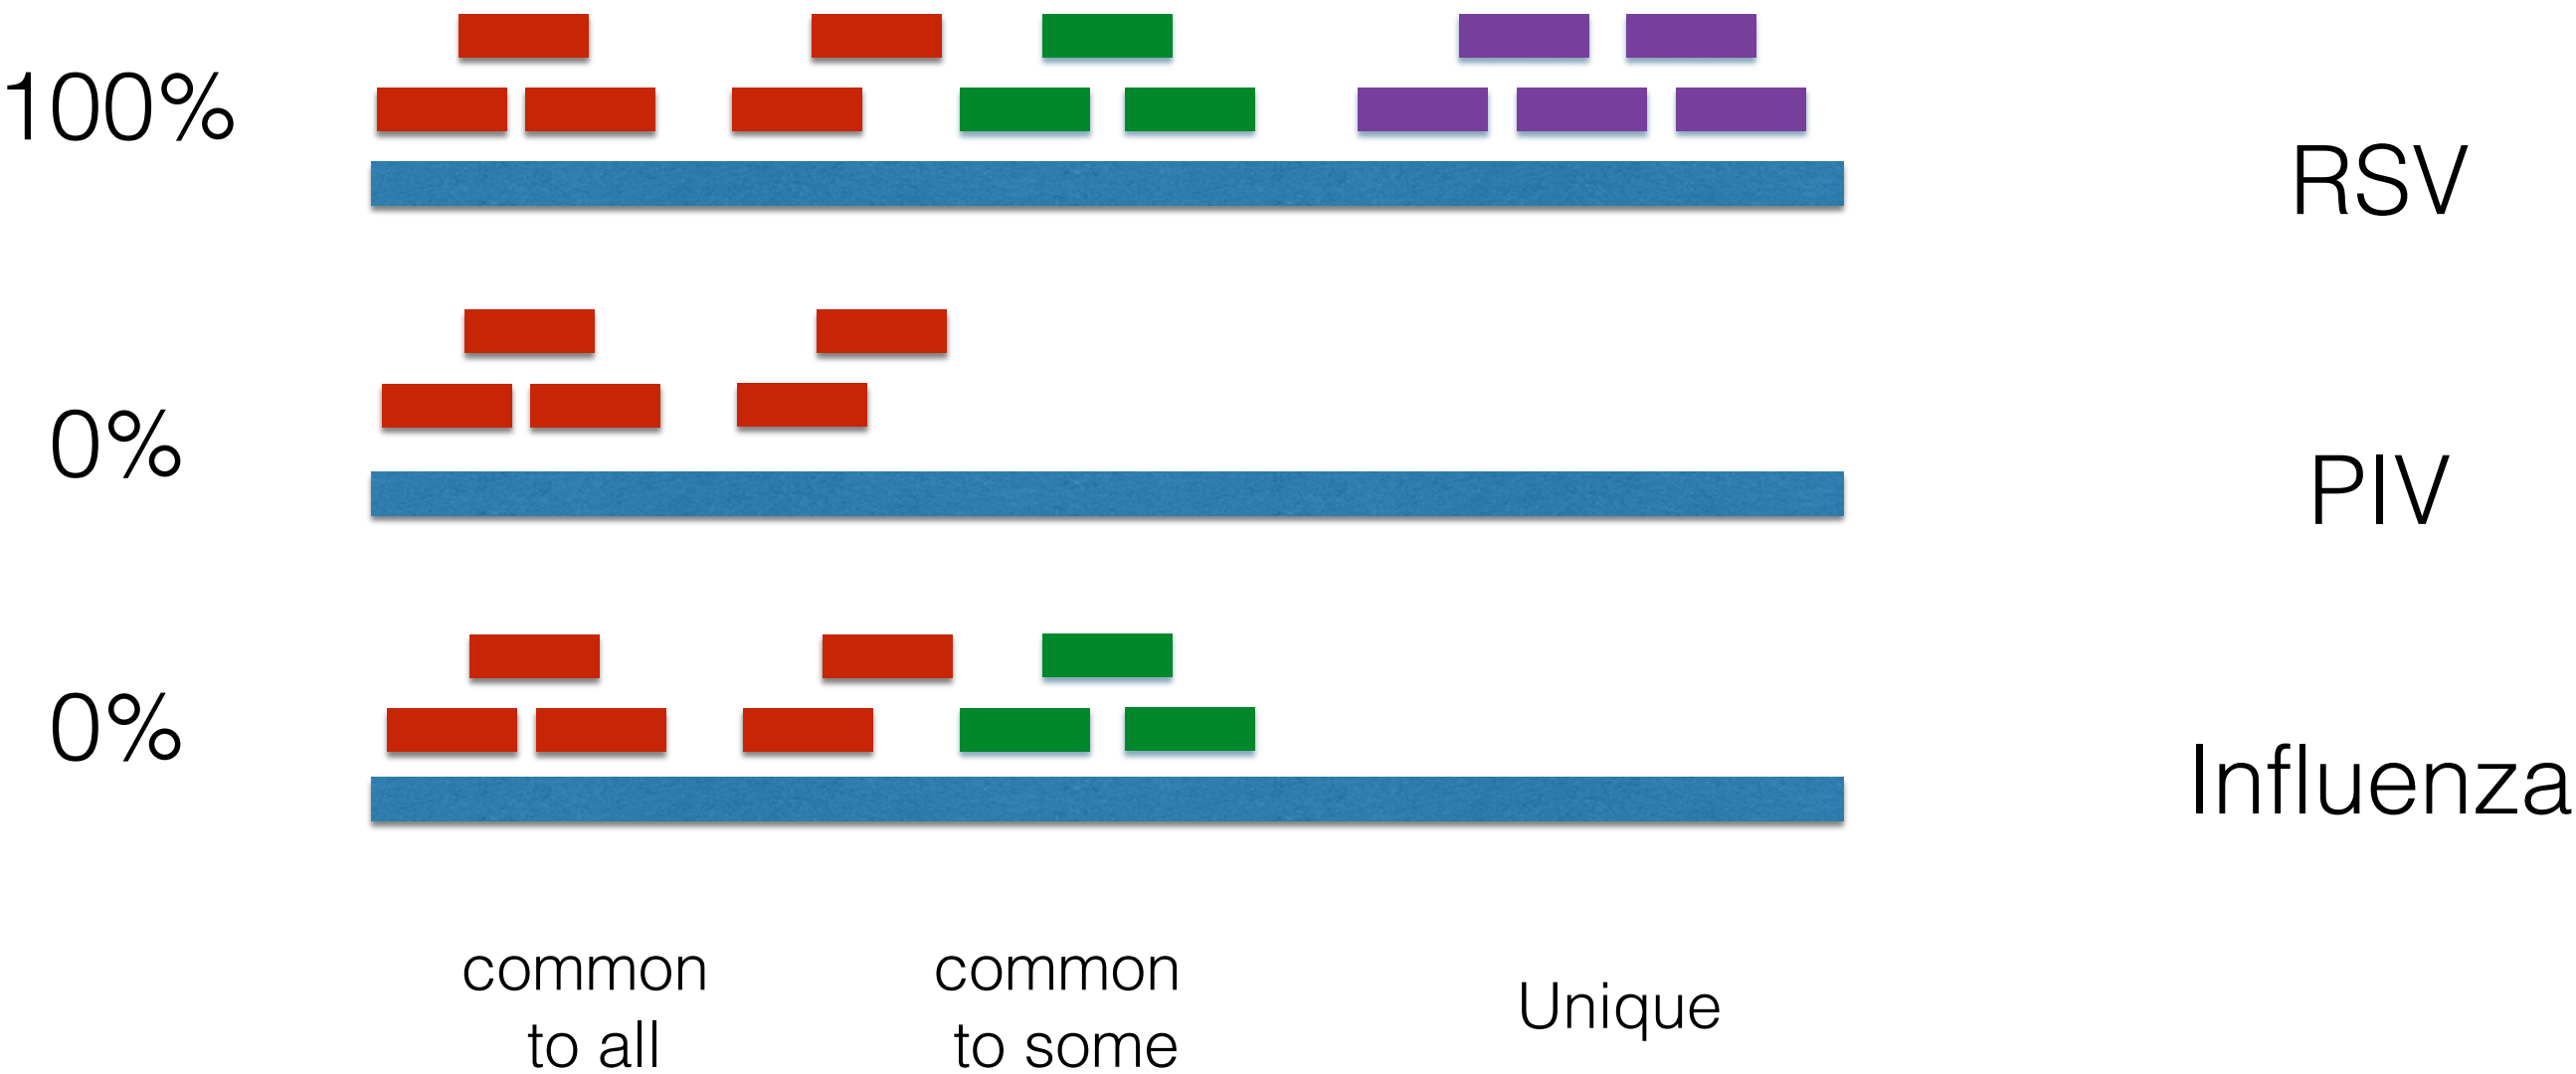 100%
RSV
0%
PIV
0%
Influenza
common
to all
common
to some
Unique